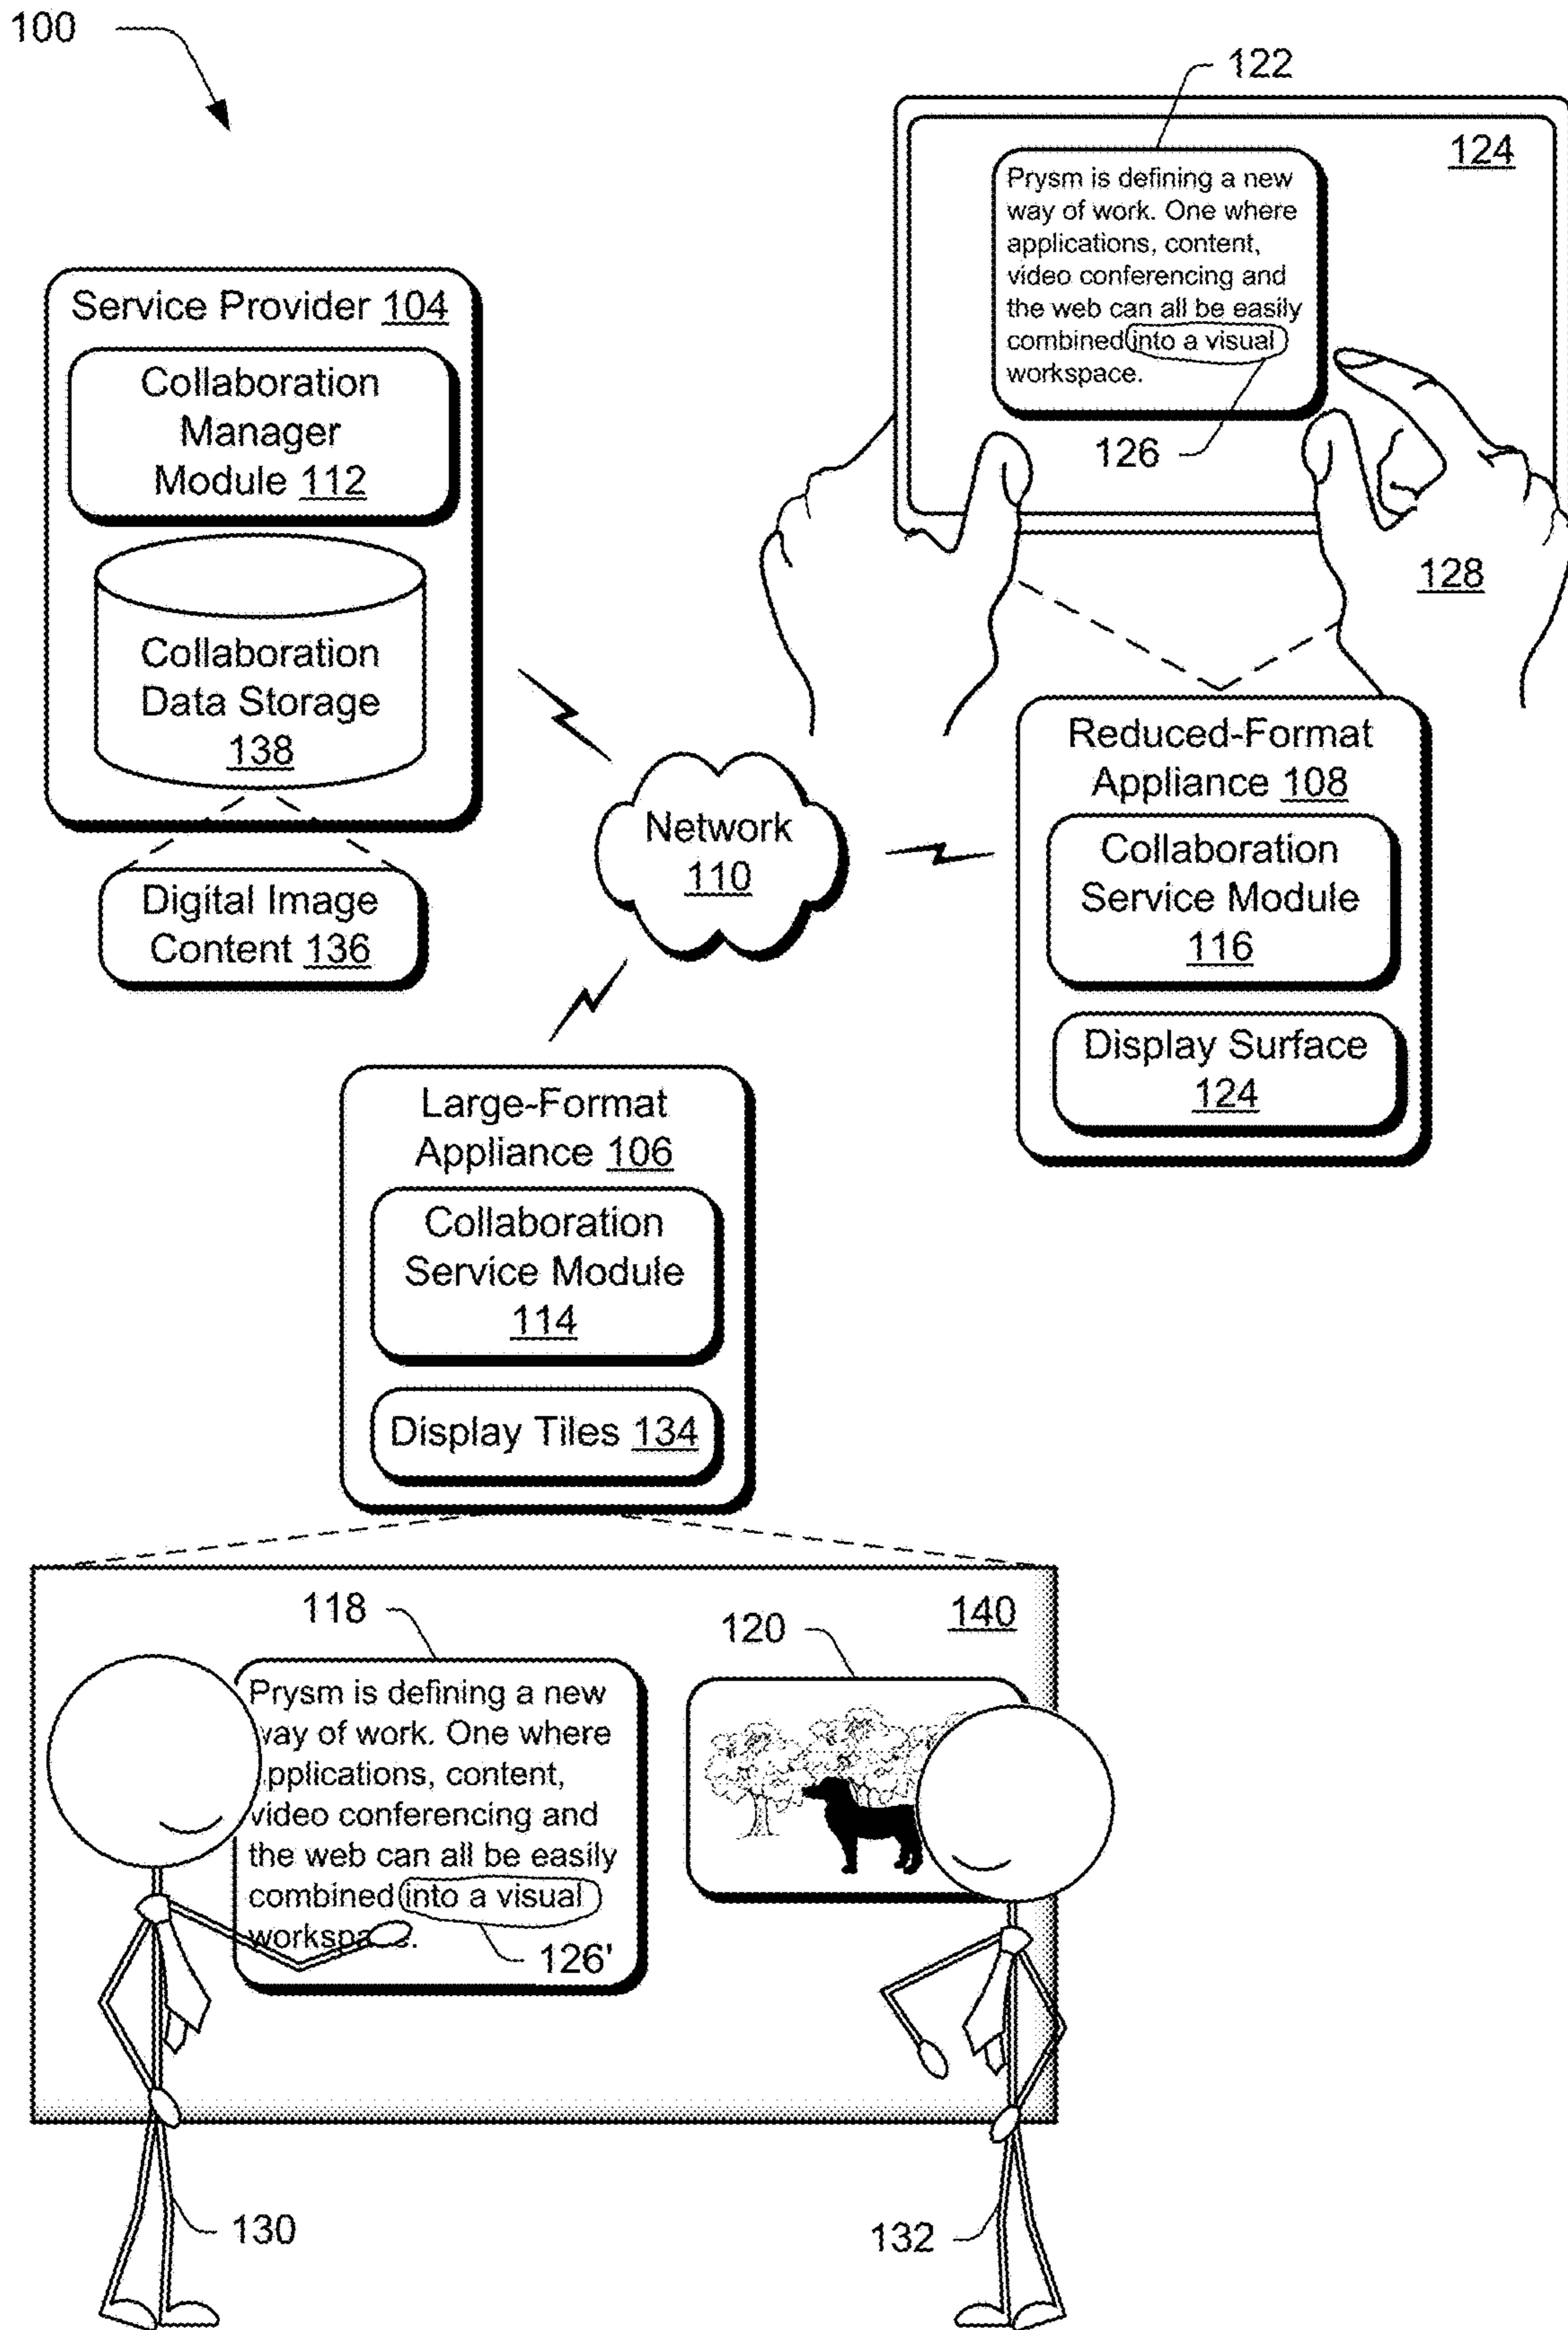 100
122
124
Prysm is defining a new
way of work. One where
applications, content,
video conferencing and
the web can all be easily
combined into a visual
workspace.
126
128
Service Provider 104
Collaboration
Manager
Module 112
Collaboration
Data Storage
138
Digital Image
Content 136
Network
110
Reduced-Format
Appliance 108
Collaboration
Service Module
116
Display Surface
124
Large-Format
Appliance 106
Collaboration
Service Module
114
Display Tiles 134
118
120
140
Prysm is defining a new
way of work. One where
pplications, content,
video conferencing and
the web can all be easily
combined into a visual
workspa .
126'
130
132